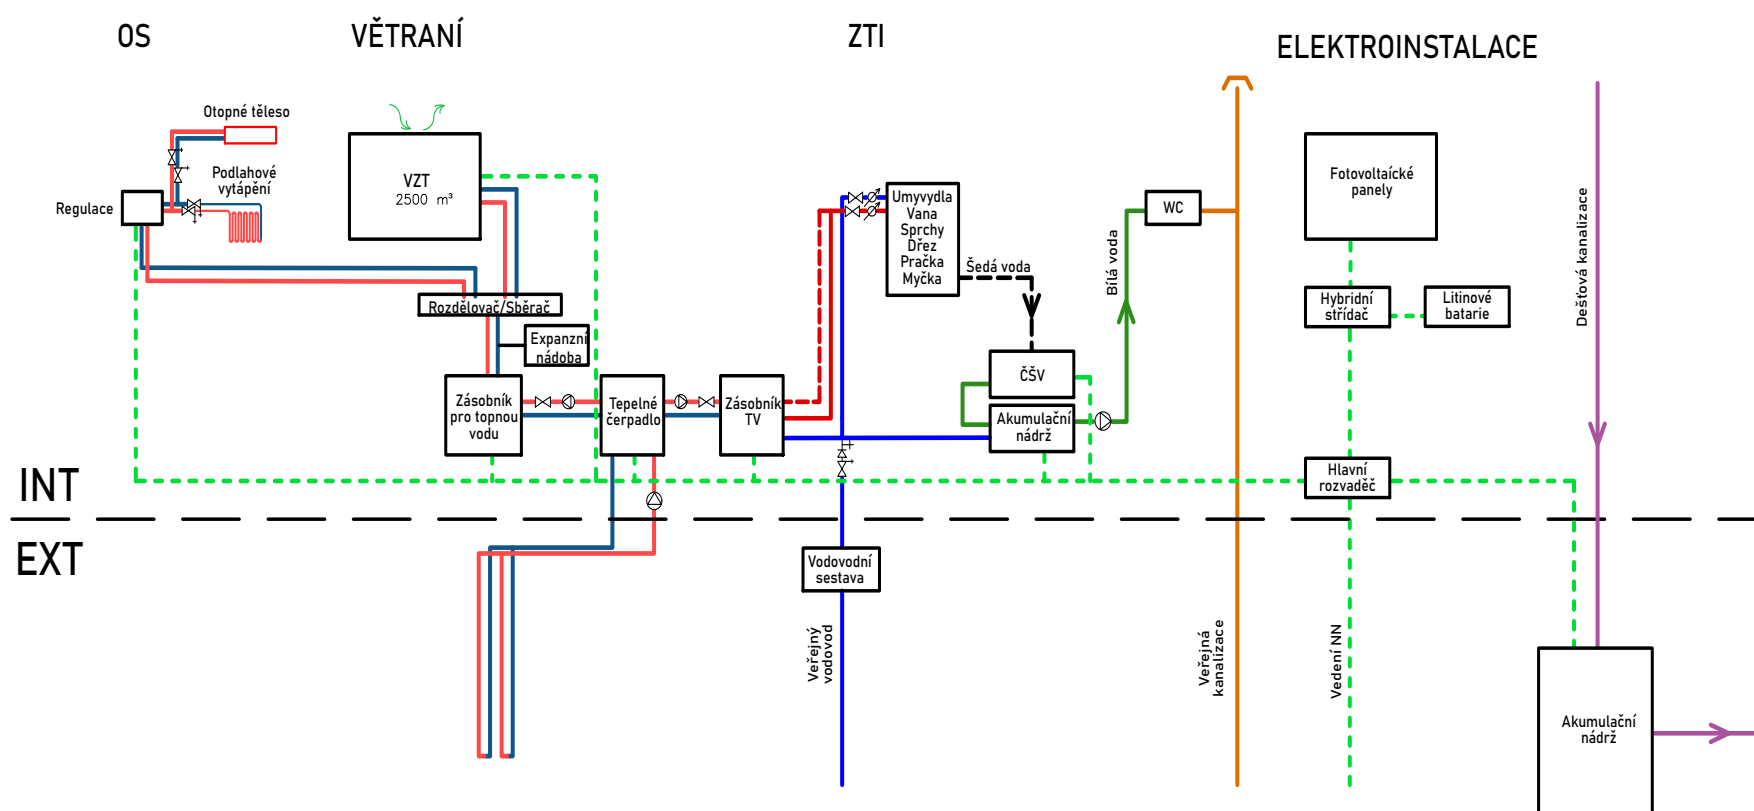 OS
VĚTRANÍ
ZTI
ELEKTROINSTALACE
Otopné těleso
Podlahové
vytápění
Regulace
VZT
2500 m³
Rozdělovač/Sběrač
Expanzní
nádoba
Zásobník
pro topnou
vodu
Tepelné
čerpadlo
Zásobník
TV
Umyvydla
Vana
Sprchy
Dřez
Pračka
Myčka
Šedá voda
ČŠV
Akumulační
nádrž
Bílá voda
WC
Fotovoltaícké
panely
Hybridní
střídač
Litinové
batarie
Hlavní
rozvaděč
Dešťová kanalizace
INT
EXT
Vodovodní
sestava
Veřejný
vodovod
Veřejná
kanalizace
Vedení NN
Akumulační
nádrž